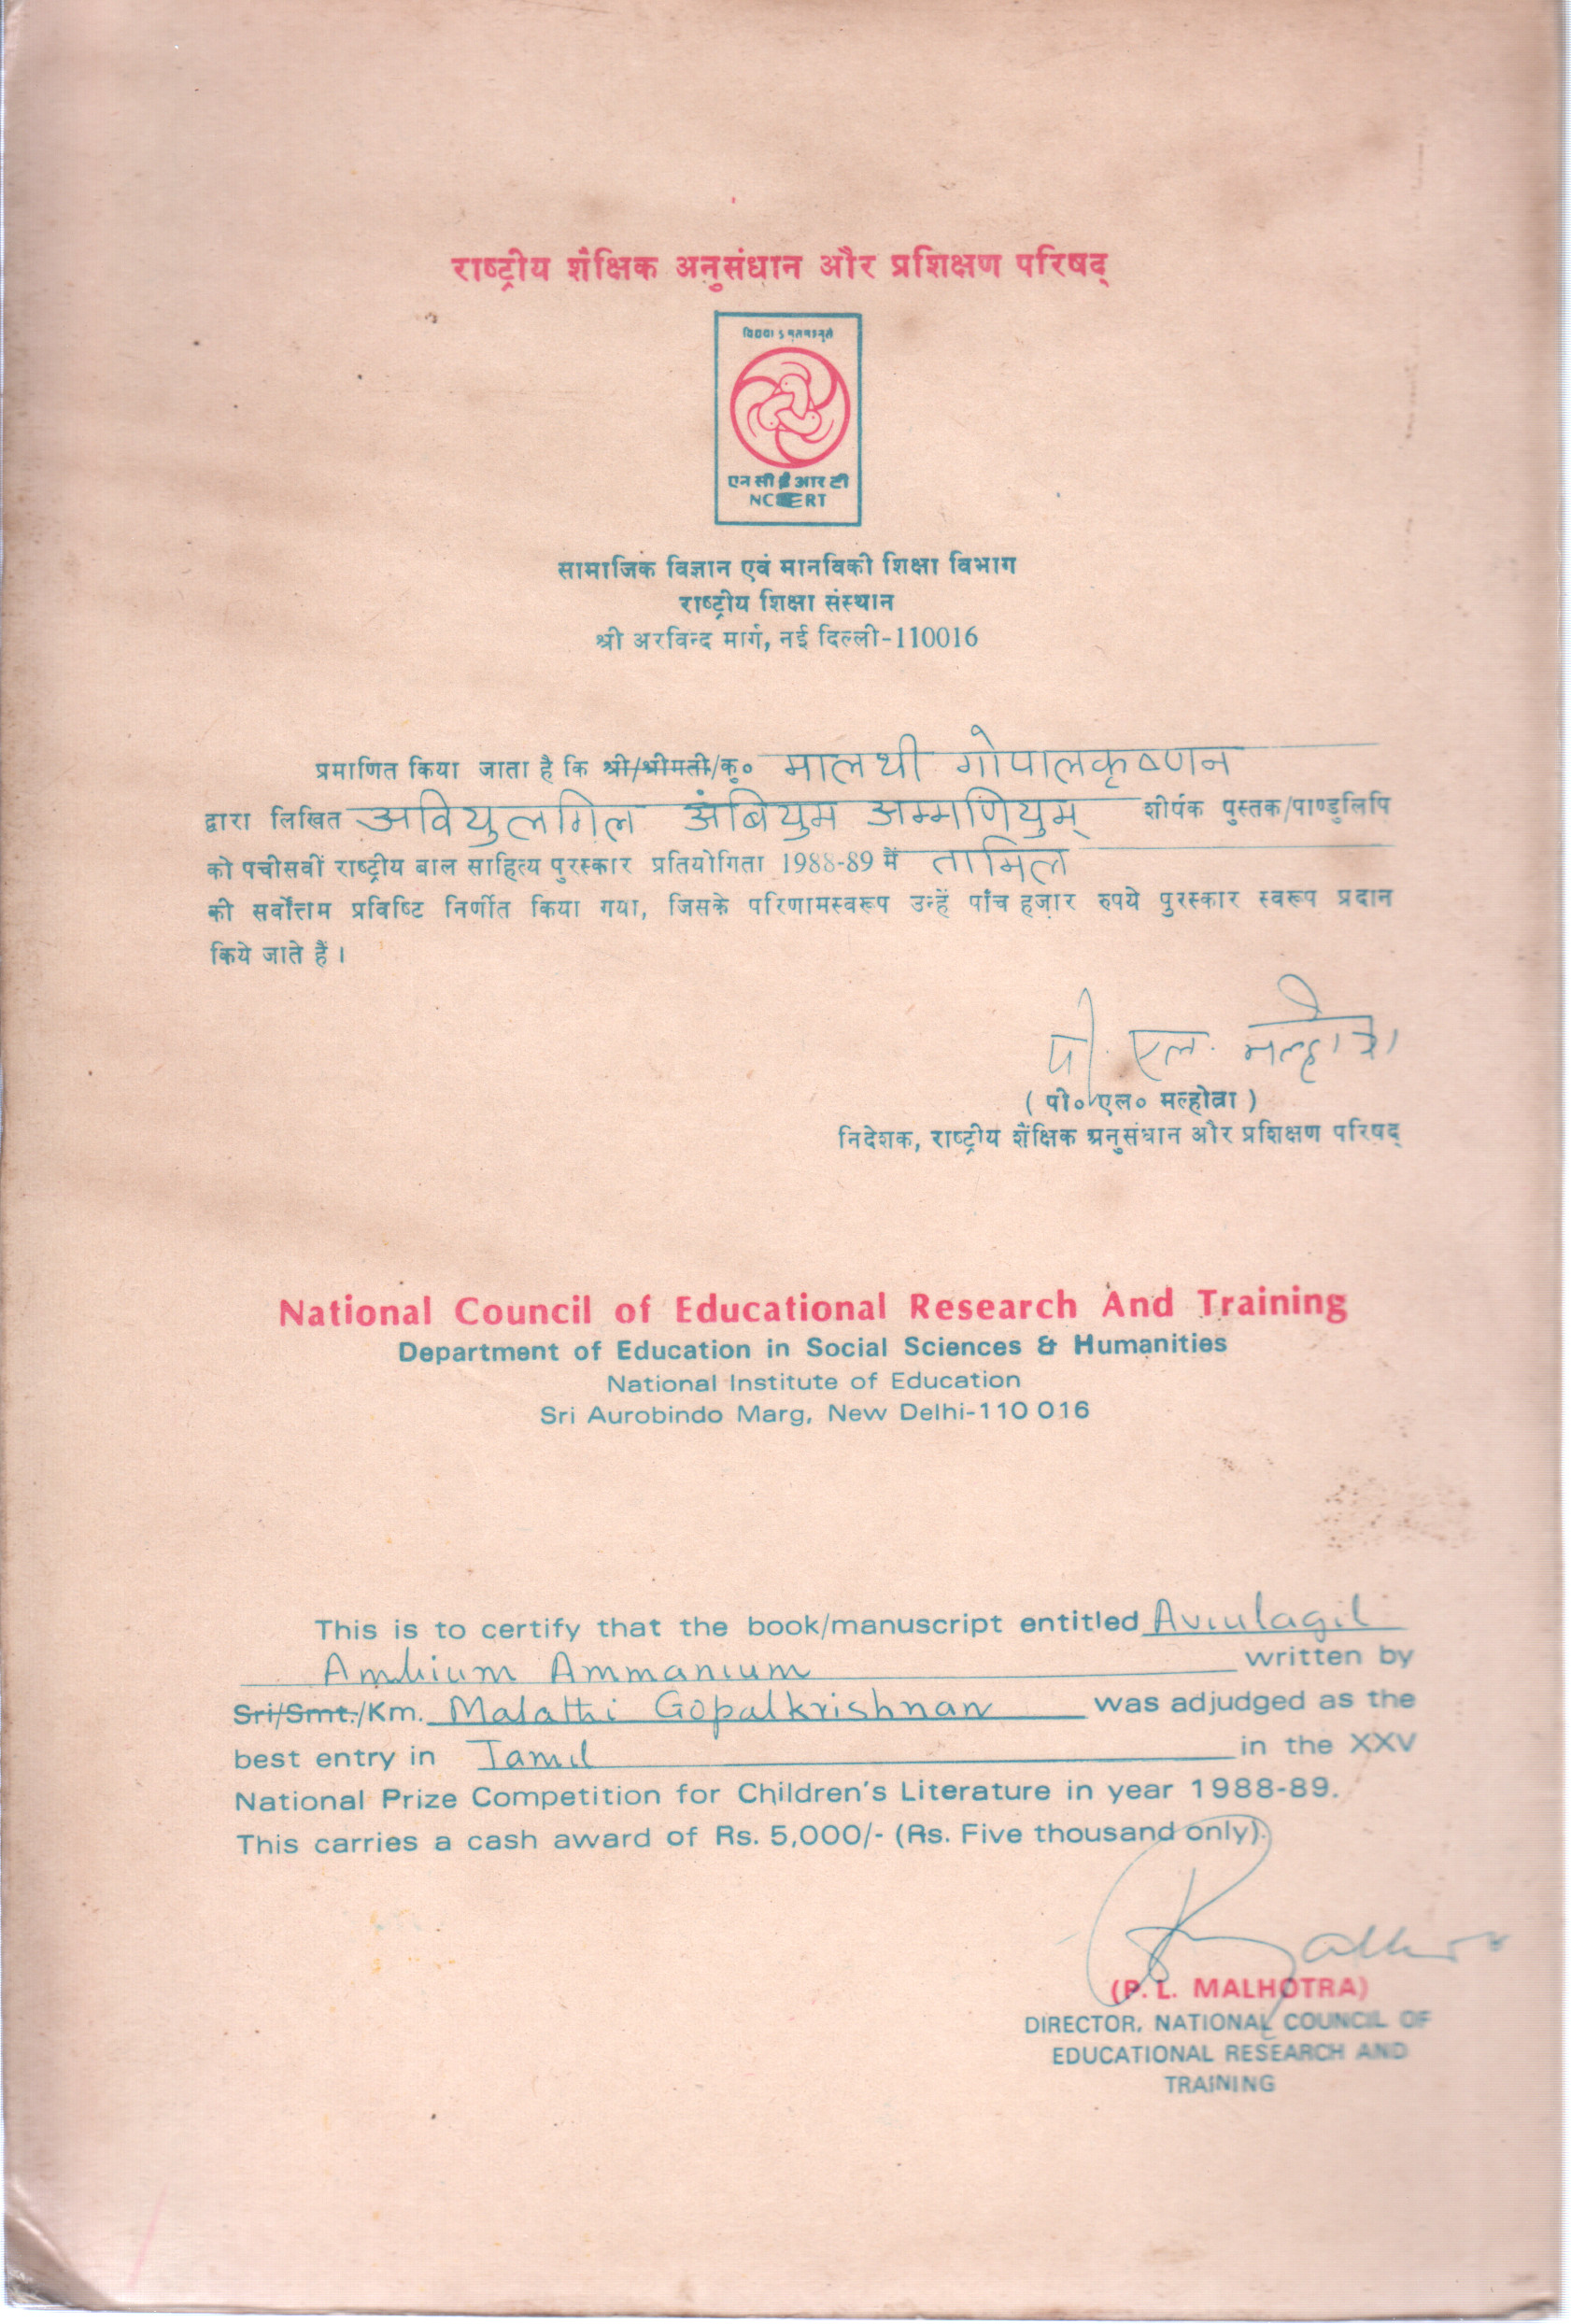 राष्ट्रीय शैक्षिक अनुसंधान और प्रशिक्षण परिषद्
एन सी ई आर टी
NCERT
सामाजिक विज्ञान एवं मानविकी शिक्षा विभाग
राष्ट्रीय शिक्षा संस्थान
श्री अरविन्द मार्ग, नई दिल्ली-110016
प्रमाणित किया जाता है कि श्री/श्रीमती/कु० मालथी गोपालकृष्णन
द्वारा लिखित अवियुलगिल अंबियुम अम्मणियुम् शीर्षक पुस्तक/पाण्डुलिपि
को पचीसवीं राष्ट्रीय बाल साहित्य पुरस्कार प्रतियोगिता 1988-89 में तामिल
की सर्वोत्तम प्रविष्टि निर्णीत किया गया, जिसके परिणामस्वरूप उन्हें पांच हज़ार रुपये पुरस्कार स्वरूप प्रदान
किये जाते हैं।
पी. एल. मल्होत्रा
( पी० एल० मल्होत्रा )
निदेशक, राष्ट्रीय शैक्षिक अनुसंधान और प्रशिक्षण परिषद्
National Council of Educational Research And Training
Department of Education in Social Sciences & Humanities
National Institute of Education
Sri Aurobindo Marg, New Delhi-110 016
This is to certify that the book/manuscript entitled Aviulagil
Ambium Ammanium written by
Sri/Smt./Km. Malathi Gopalkrishnan was adjudged as the
best entry in Tamil in the XXV
National Prize Competition for Children's Literature in year 1988-89.
This carries a cash award of Rs. 5,000/- (Rs. Five thousand only).
(P. L. MALHOTRA)
DIRECTOR, NATIONAL COUNCIL OF
EDUCATIONAL RESEARCH AND
TRAINING